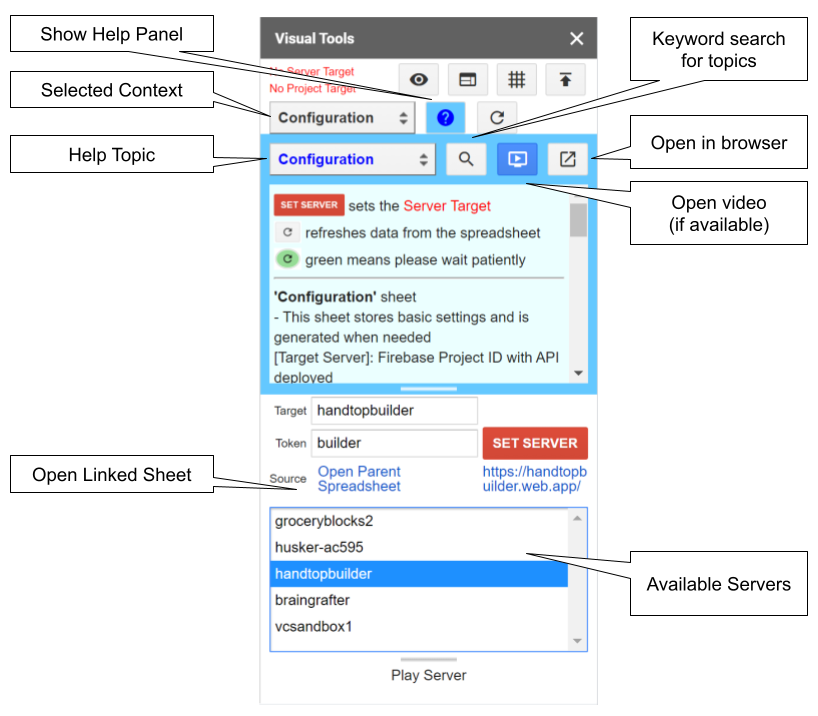 Show Help Panel
Selected Context
Help Topic
Open Linked Sheet
Visual Tools
No Server Target
No Project Target
Configuration
Configuration
SET SERVER sets the Server Target
refreshes data from the spreadsheet
green means please wait patiently
'Configuration' sheet
- This sheet stores basic settings and is
generated when needed
[Target Server]: Firebase Project ID with API
deployed
Target handtopbuilder
Token builder SET SERVER
Source Open Parent
Spreadsheet
https://handtopb
uilder.web.app/
groceryblocks2
husker-ac595
handtopbuilder
braingrafter
vcsandbox1
Play Server
Keyword search
for topics
Open in browser
Open video
(if available)
Available Servers